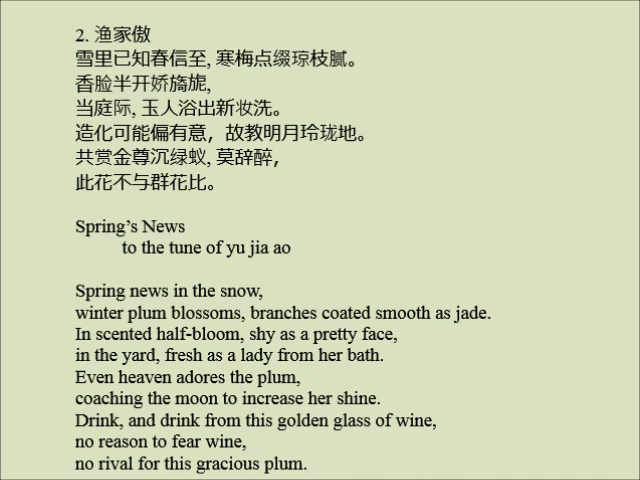 2. 渔家傲
雪里已知春信至, 寒梅点缀琼枝腻。
香脸半开娇旖旎,
当庭际, 玉人浴出新妆洗。
造化可能偏有意，故教明月玲珑地。
共赏金尊沉绿蚁, 莫辞醉，
此花不与群花比。
Spring’s News
to the tune of yu jia ao
Spring news in the snow,
winter plum blossoms, branches coated smooth as jade.
In scented half-bloom, shy as a pretty face,
in the yard, fresh as a lady from her bath.
Even heaven adores the plum,
coaching the moon to increase her shine.
Drink, and drink from this golden glass of wine,
no reason to fear wine,
no rival for this gracious plum.